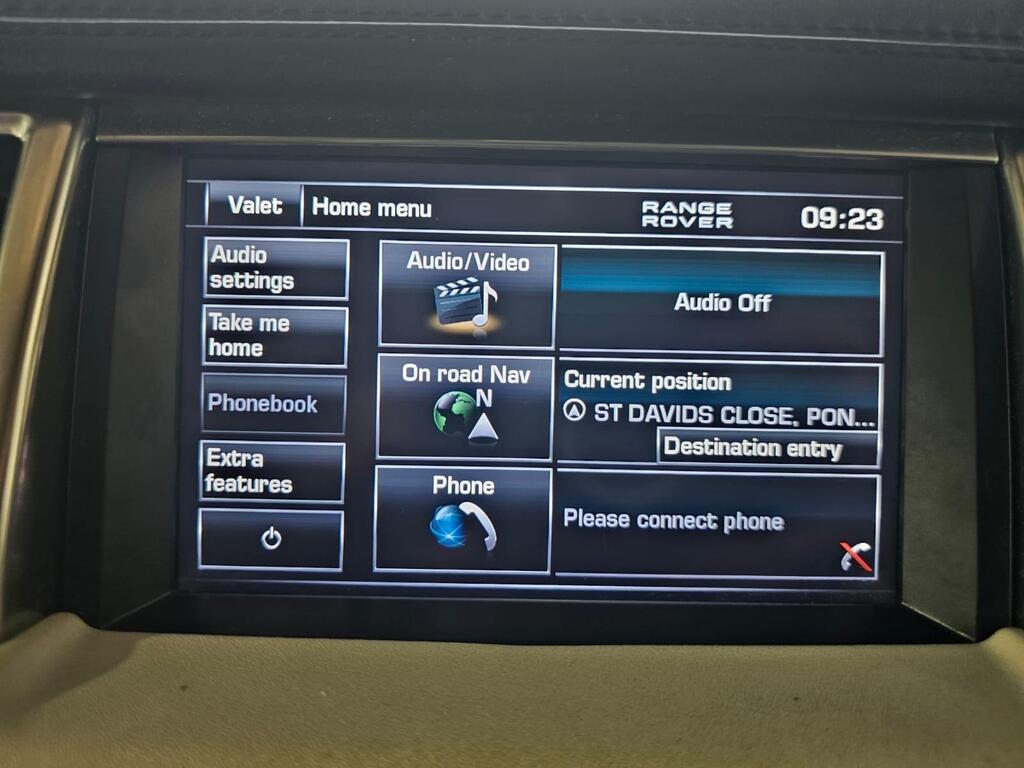 Valet
Home menu
RANGE
ROVER
09:23
Audio
settings
Take me
home
Phonebook
Extra
features
Audio/Video
Audio Off
On road Nav
N
Current position
ST DAVIDS CLOSE, PON...
Destination entry
Phone
Please connect phone